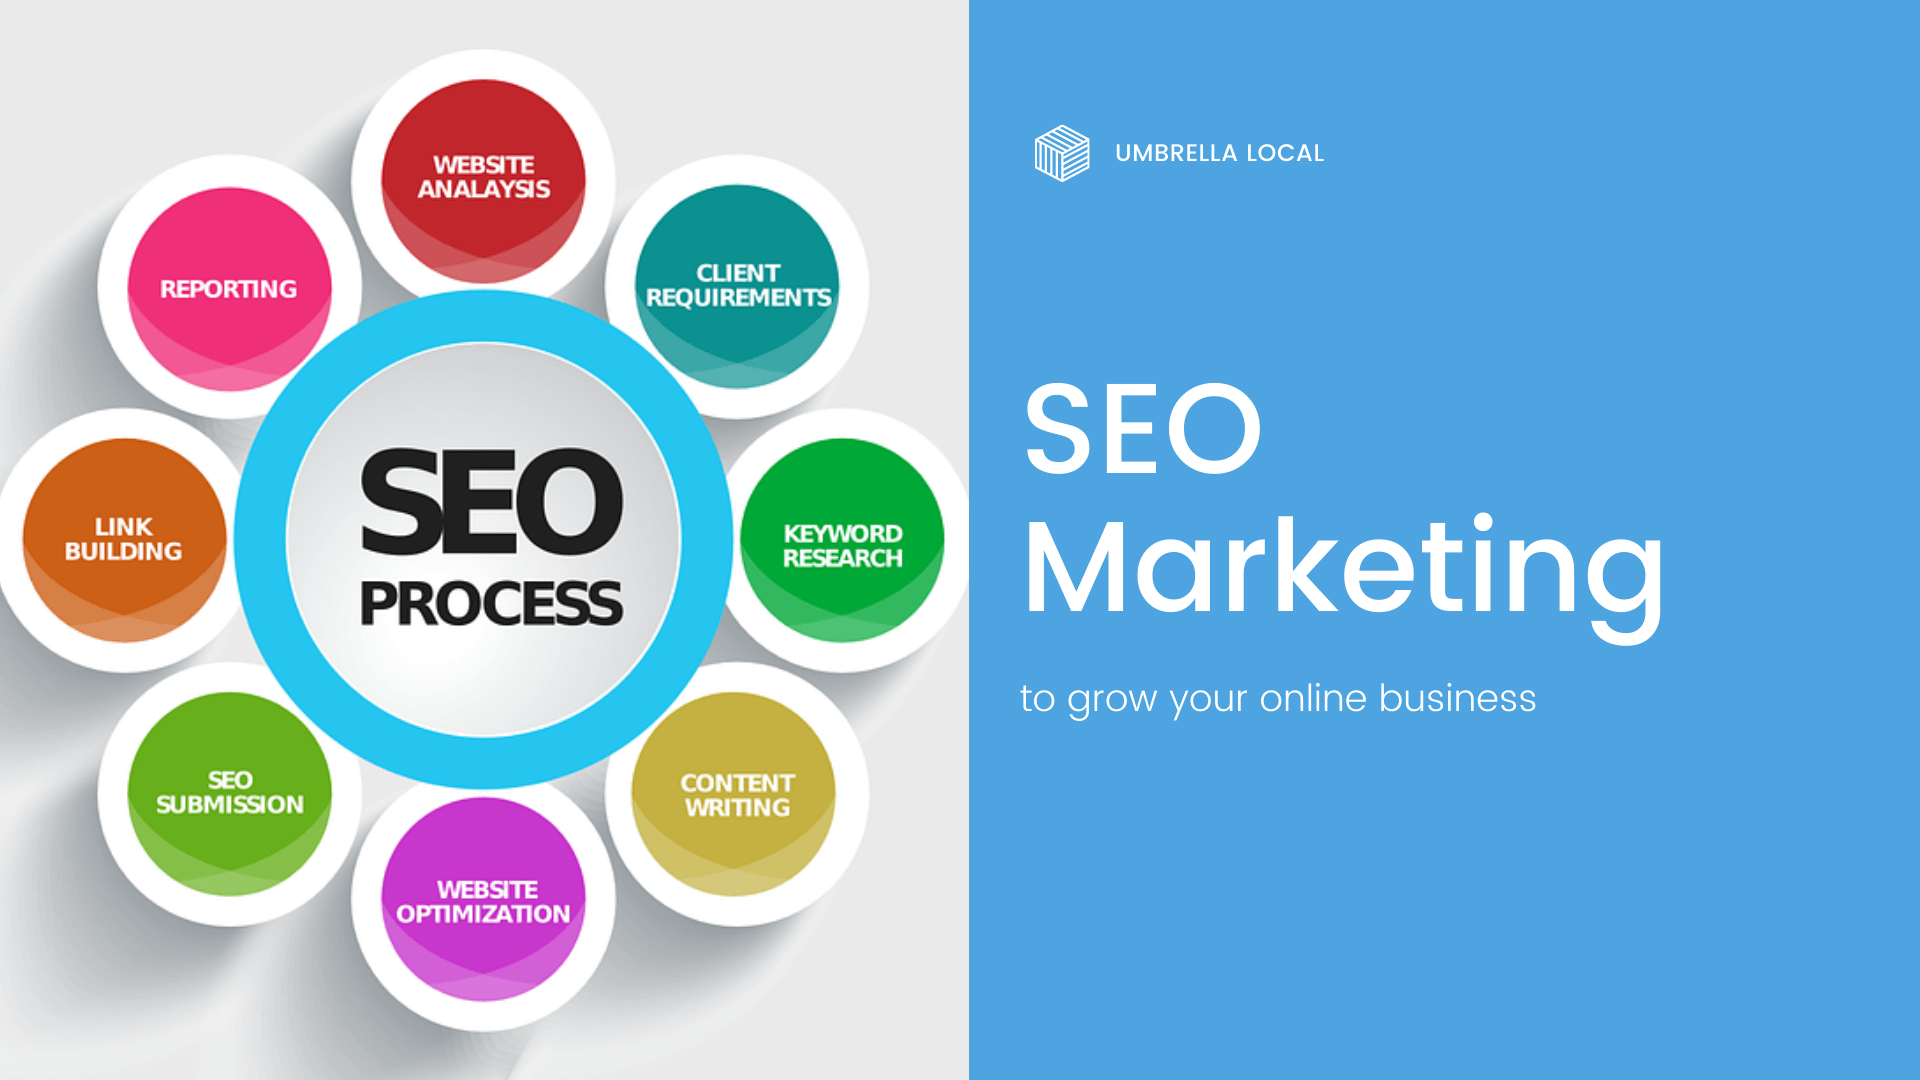 WEBSITE
ANALAYSIS
CLIENT
REQUIREMENTS
KEYWORD
RESEARCH
CONTENT
WRITING
WEBSITE
OPTIMIZATION
SEO
SUBMISSION
LINK
BUILDING
REPORTING
SEO
PROCESS
UMBRELLA LOCAL
SEO
Marketing
to grow your online business